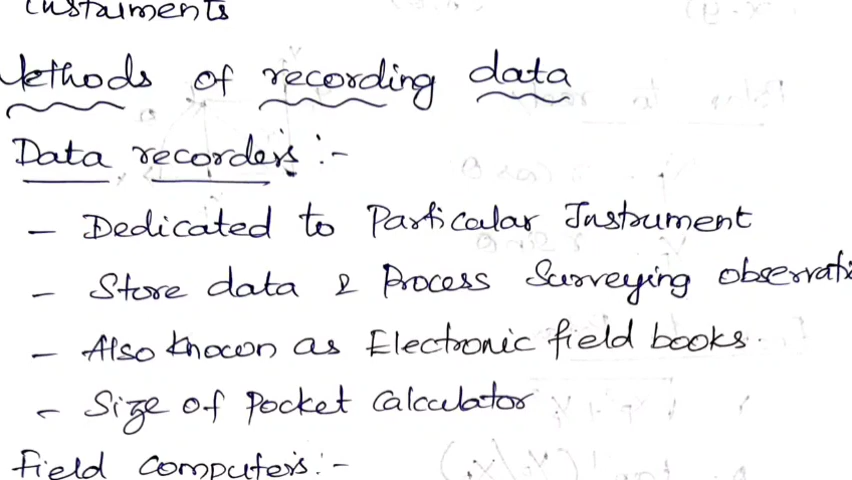 instruments
Methods of recording data
Data recorders :-
- Dedicated to Particular Instrument
- Store data & Process Surveying observati
- Also known as Electronic field books.
- Size of Pocket Calculator
Field computers:-